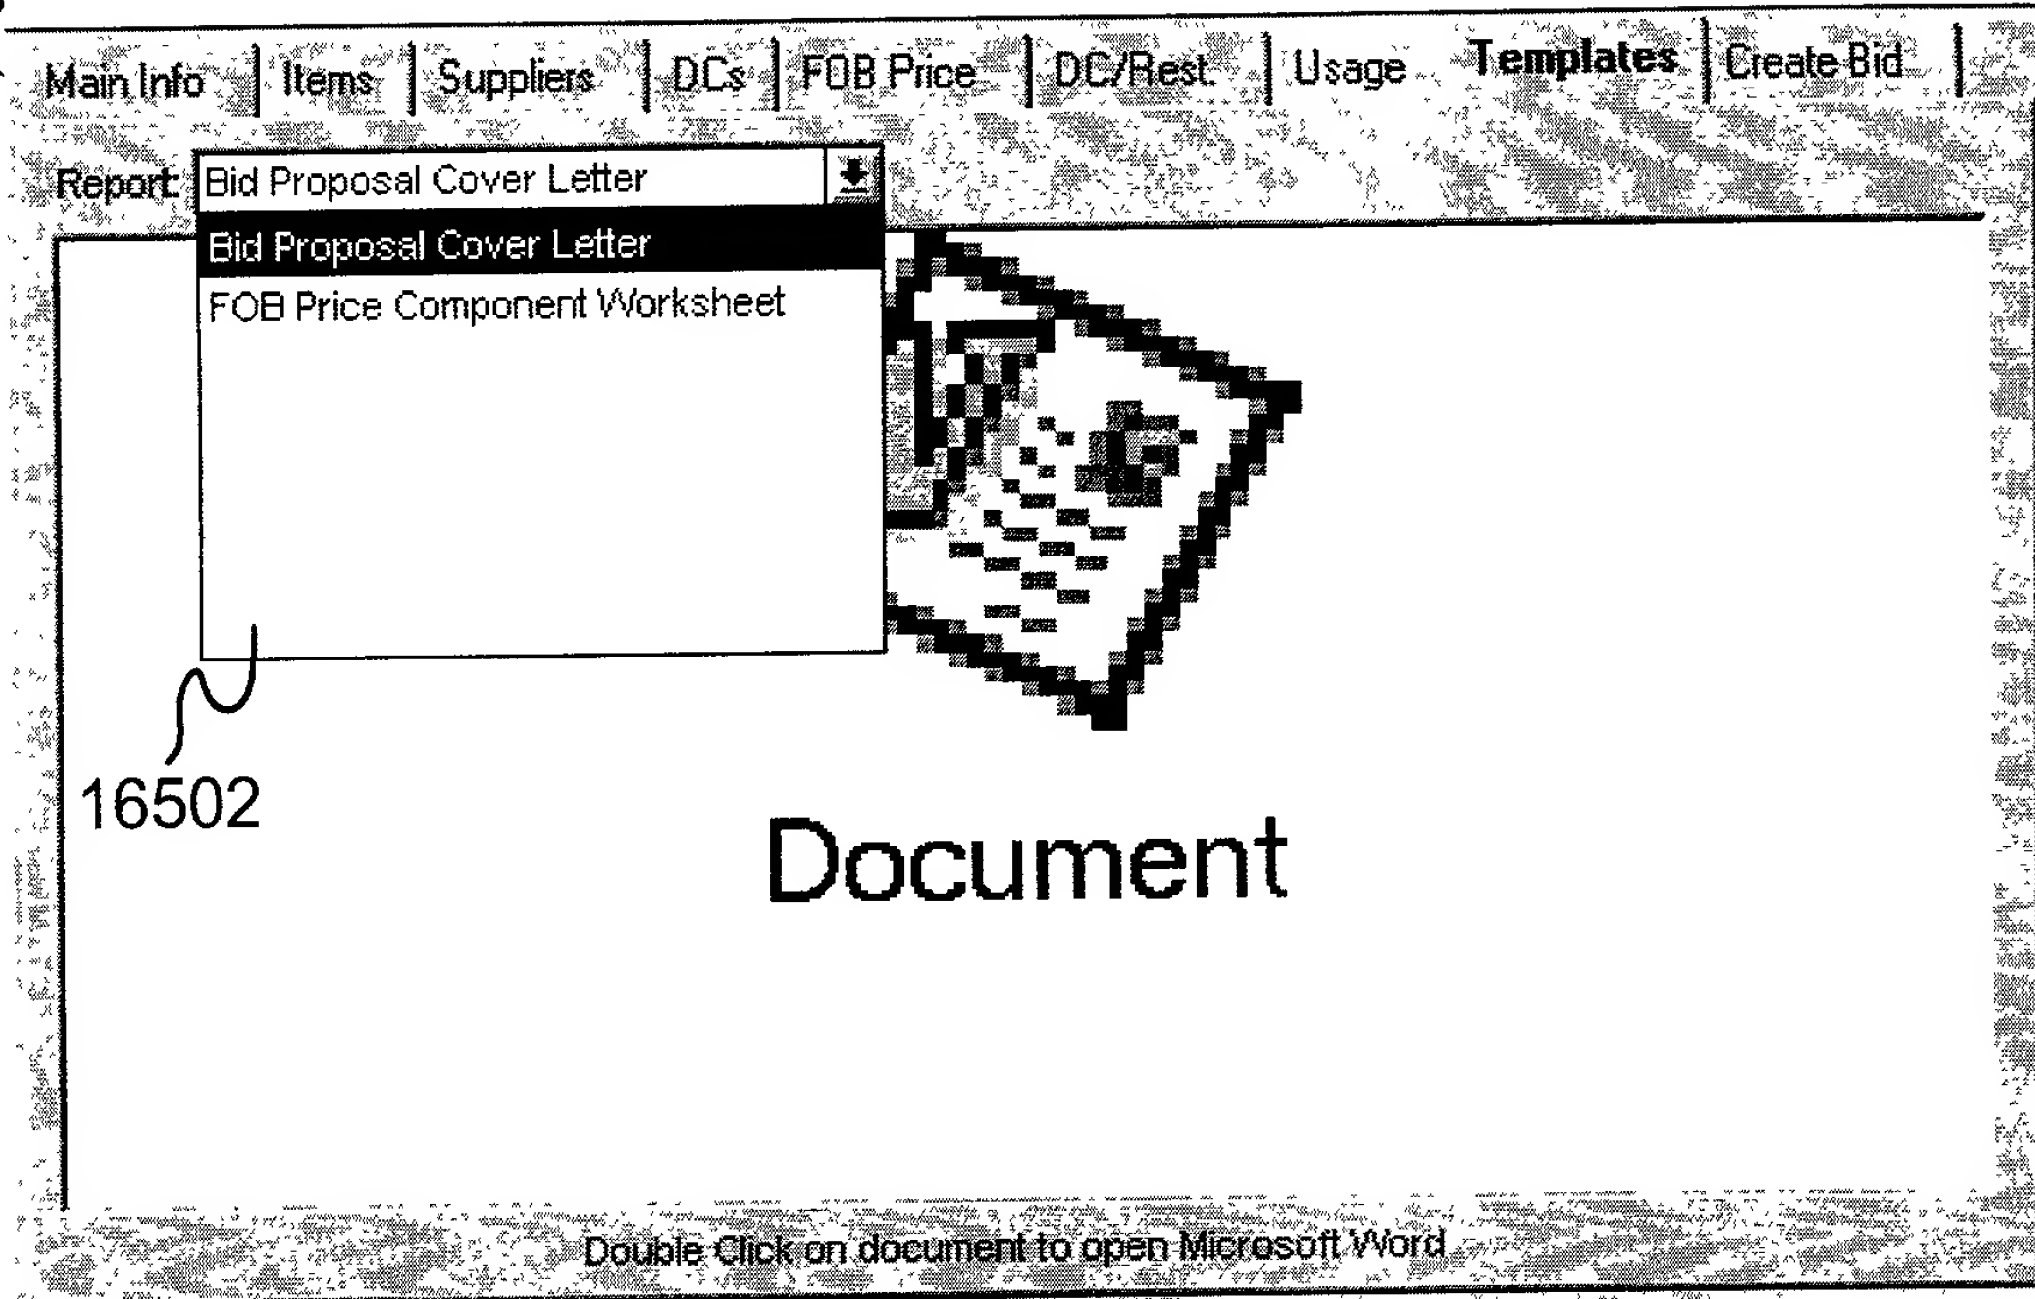 Main Info Items Suppliers DCs FOB Price DC/Rest. Usage Templates Create Bid
Report: Bid Proposal Cover Letter
Bid Proposal Cover Letter
FOB Price Component Worksheet
16502
Document
Double Click on document to open Microsoft Word